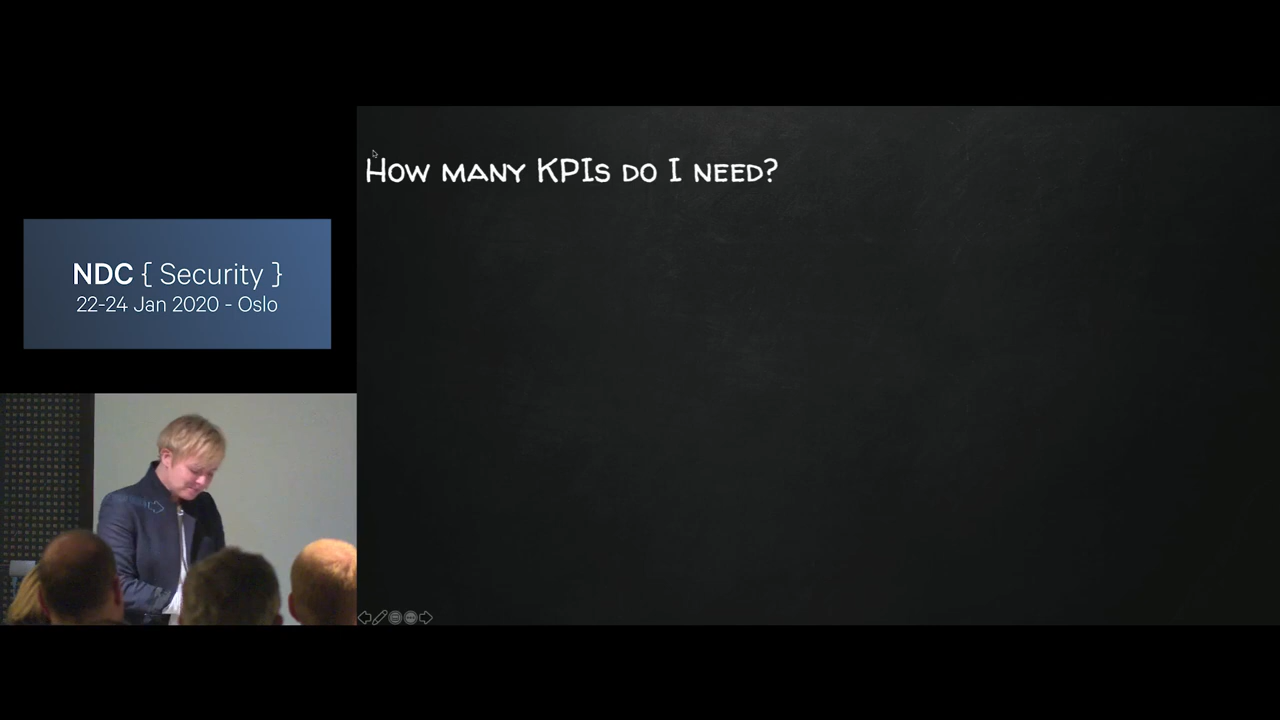 How many KPIs do I need?
NDC { Security }
22-24 Jan 2020 - Oslo